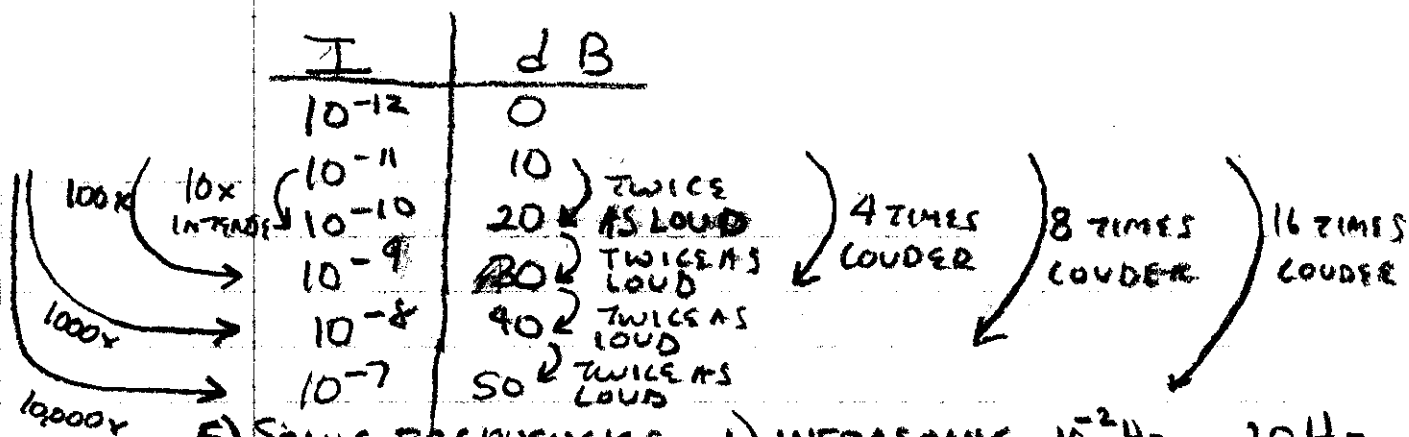 I dB
10⁻¹² 0
10⁻¹¹ 10
100x 10x INTENSE 10⁻¹⁰ 20 TWICE AS LOUD 4 TIMES LOUDER 8 TIMES LOUDER 16 TIMES LOUDER
10⁻⁹ 30 TWICE AS LOUD
1000x 10⁻⁸ 40 TWICE AS LOUD
10⁻⁷ 50 TWICE AS LOUD
10,000x